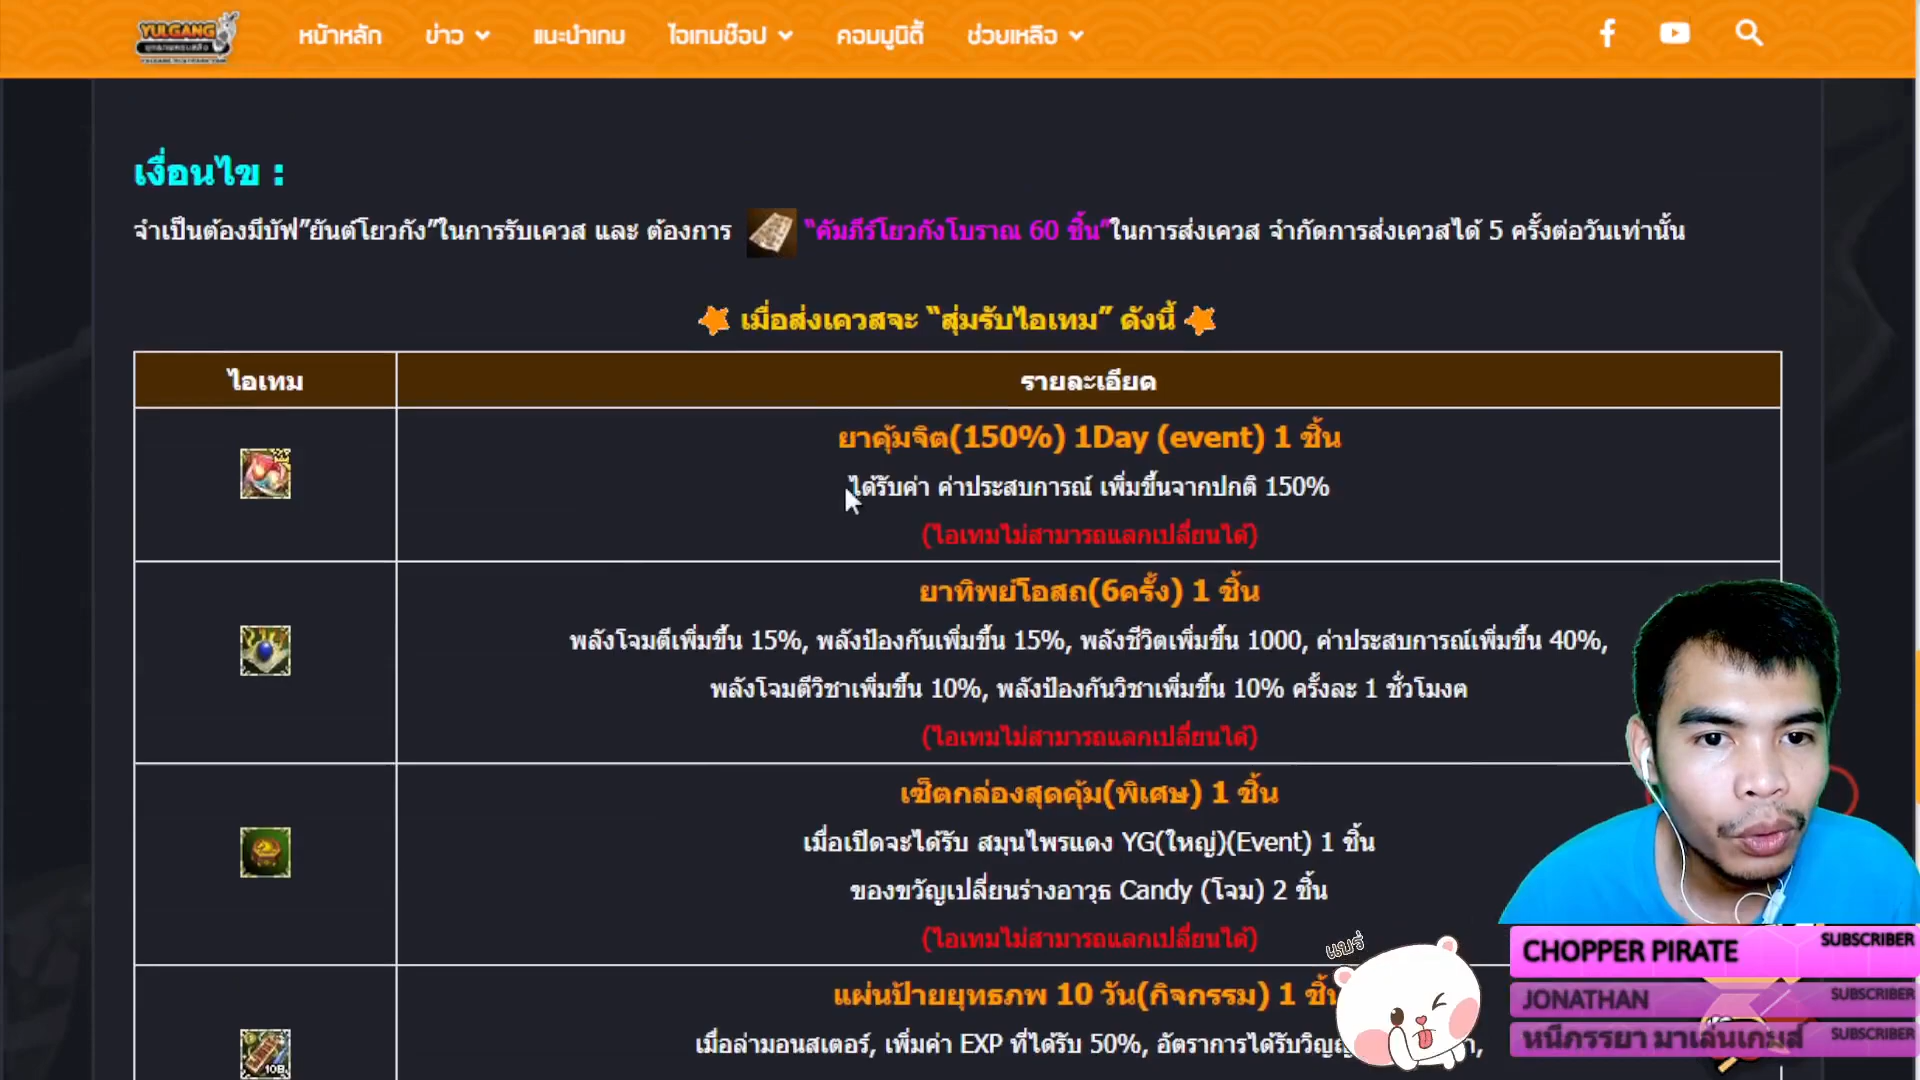 YULGANG
หน้าหลัก ข่าว แนะนำเกม ไอเทมช็อป คอมมูนิตี้ ช่วยเหลือ
เงื่อนไข :
จำเป็นต้องมีบัฟ"ยันต์โยวกัง"ในการรับเควส และ ต้องการ "คัมภีร์โยวกังโบราณ 60 ชิ้น"ในการส่งเควส จำกัดการส่งเควสได้ 5 ครั้งต่อวันเท่านั้น
เมื่อส่งเควสจะ "สุ่มรับไอเทม" ดังนี้
ไอเทม รายละเอียด
ยาคุ้มจิต(150%) 1Day (event) 1 ชิ้น
ได้รับค่า ค่าประสบการณ์ เพิ่มขึ้นจากปกติ 150%
(ไอเทมไม่สามารถแลกเปลี่ยนได้)
ยาทิพย์โอสถ(6ครั้ง) 1 ชิ้น
พลังโจมตีเพิ่มขึ้น 15%, พลังป้องกันเพิ่มขึ้น 15%, พลังชีวิตเพิ่มขึ้น 1000, ค่าประสบการณ์เพิ่มขึ้น 40%,
พลังโจมตีวิชาเพิ่มขึ้น 10%, พลังป้องกันวิชาเพิ่มขึ้น 10% ครั้งละ 1 ชั่วโมงค
(ไอเทมไม่สามารถแลกเปลี่ยนได้)
เซ็ตกล่องสุดคุ้ม(พิเศษ) 1 ชิ้น
เมื่อเปิดจะได้รับ สมุนไพรแดง YG(ใหญ่)(Event) 1 ชิ้น
ของขวัญเปลี่ยนร่างอาวุธ Candy (โจม) 2 ชิ้น
(ไอเทมไม่สามารถแลกเปลี่ยนได้)
แบร่
CHOPPER PIRATE SUBSCRIBER
แผ่นป้ายยุทธภพ 10 วัน(กิจกรรม) 1
JONATHAN SUBSCRIBER
เมื่อล่ามอนสเตอร์, เพิ่มค่า EXP ที่ได้รับ 50%, อัตราการได้รับ
หนีภรรยา มาเล่นเกมส์ SUBSCRIBER